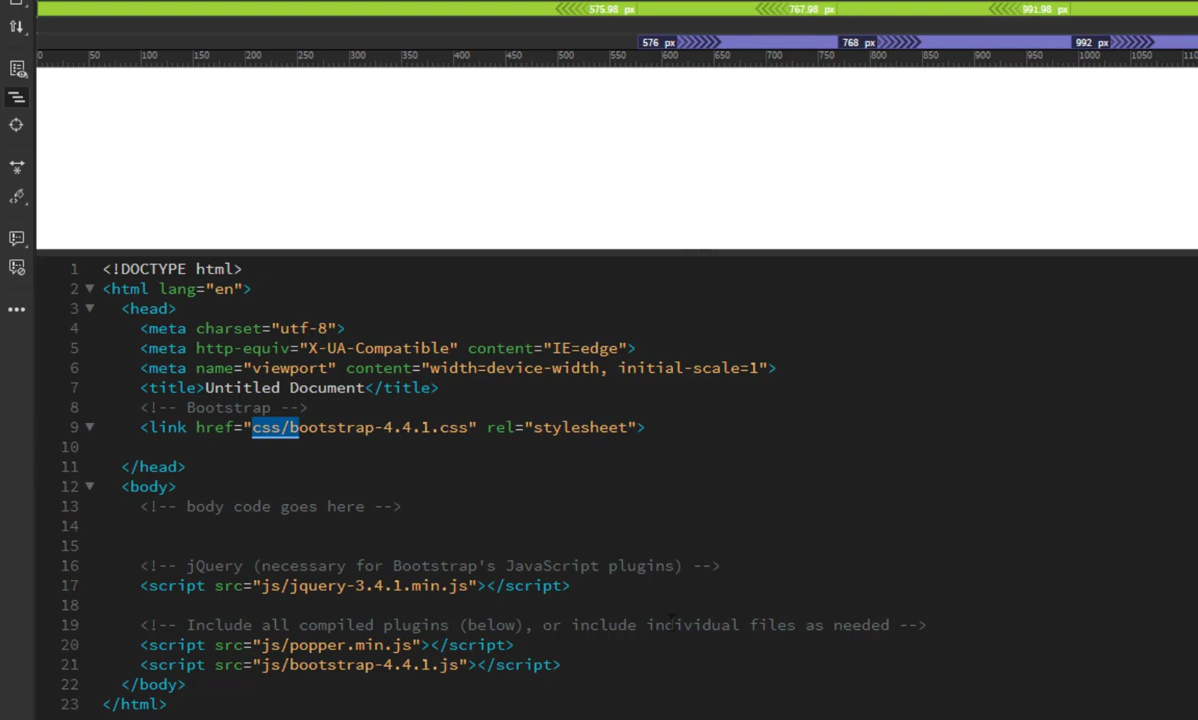 575.98 px 767.98 px 991.98 px
576 px 768 px 992 px
0 50 100 150 200 250 300 350 400 450 500 550 600 650 700 750 800 850 900 950 1000 1050
1 <!DOCTYPE html>
2 <html lang="en">
3 <head>
4 <meta charset="utf-8">
5 <meta http-equiv="X-UA-Compatible" content="IE=edge">
6 <meta name="viewport" content="width=device-width, initial-scale=1">
7 <title>Untitled Document</title>
8 <!-- Bootstrap -->
9 <link href="css/bootstrap-4.4.1.css" rel="stylesheet">
10
11 </head>
12 <body>
13 <!-- body code goes here -->
14
15
16 <!-- jQuery (necessary for Bootstrap's JavaScript plugins) -->
17 <script src="js/jquery-3.4.1.min.js"></script>
18
19 <!-- Include all compiled plugins (below), or include individual files as needed -->
20 <script src="js/popper.min.js"></script>
21 <script src="js/bootstrap-4.4.1.js"></script>
22 </body>
23 </html>